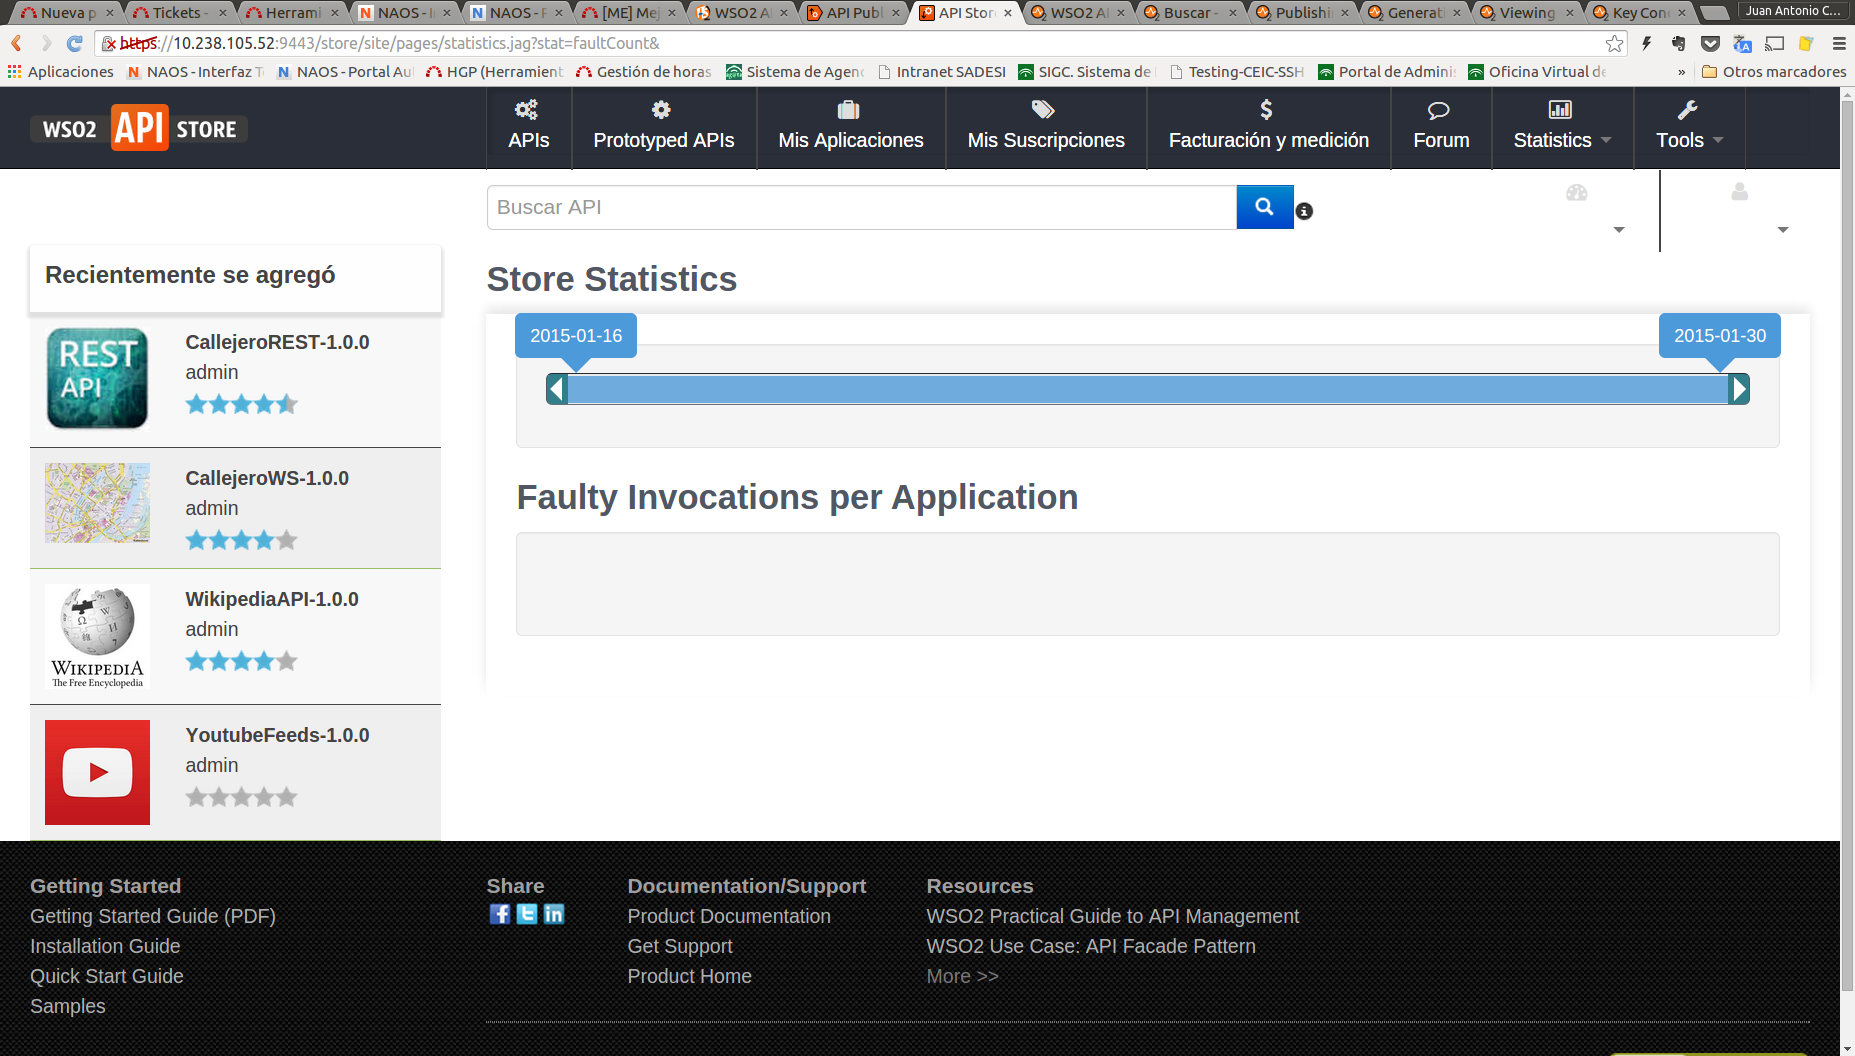 Nueva p
Tickets -
Herrami
NAOS - I
NAOS - P
[ME] Mej
WSO2 A
API Publ
API Stor
WSO2 AI
Buscar -
Publishi
Generati
Viewing
Key Con
Juan Antonio C...
https://10.238.105.52:9443/store/site/pages/statistics.jag?stat=faultCount&
Aplicaciones
NAOS - Interfaz T
NAOS - Portal Au
HGP (Herramient
Gestión de horas
Sistema de Agen
Intranet SADESI
SIGC. Sistema de
Testing-CEIC-SSH
Portal de Adminis
Oficina Virtual de
»
Otros marcadores
WSO2 API STORE
APIs
Prototyped APIs
Mis Aplicaciones
Mis Suscripciones
Facturación y medición
Forum
Statistics
Tools
Buscar API
Recientemente se agregó
REST API
CallejeroREST-1.0.0
admin
CallejeroWS-1.0.0
admin
WIKIPEDIA
The Free Encyclopedia
WikipediaAPI-1.0.0
admin
YoutubeFeeds-1.0.0
admin
Store Statistics
2015-01-16
2015-01-30
Faulty Invocations per Application
Getting Started
Getting Started Guide (PDF)
Installation Guide
Quick Start Guide
Samples
Share
Documentation/Support
Product Documentation
Get Support
Product Home
Resources
WSO2 Practical Guide to API Management
WSO2 Use Case: API Facade Pattern
More >>